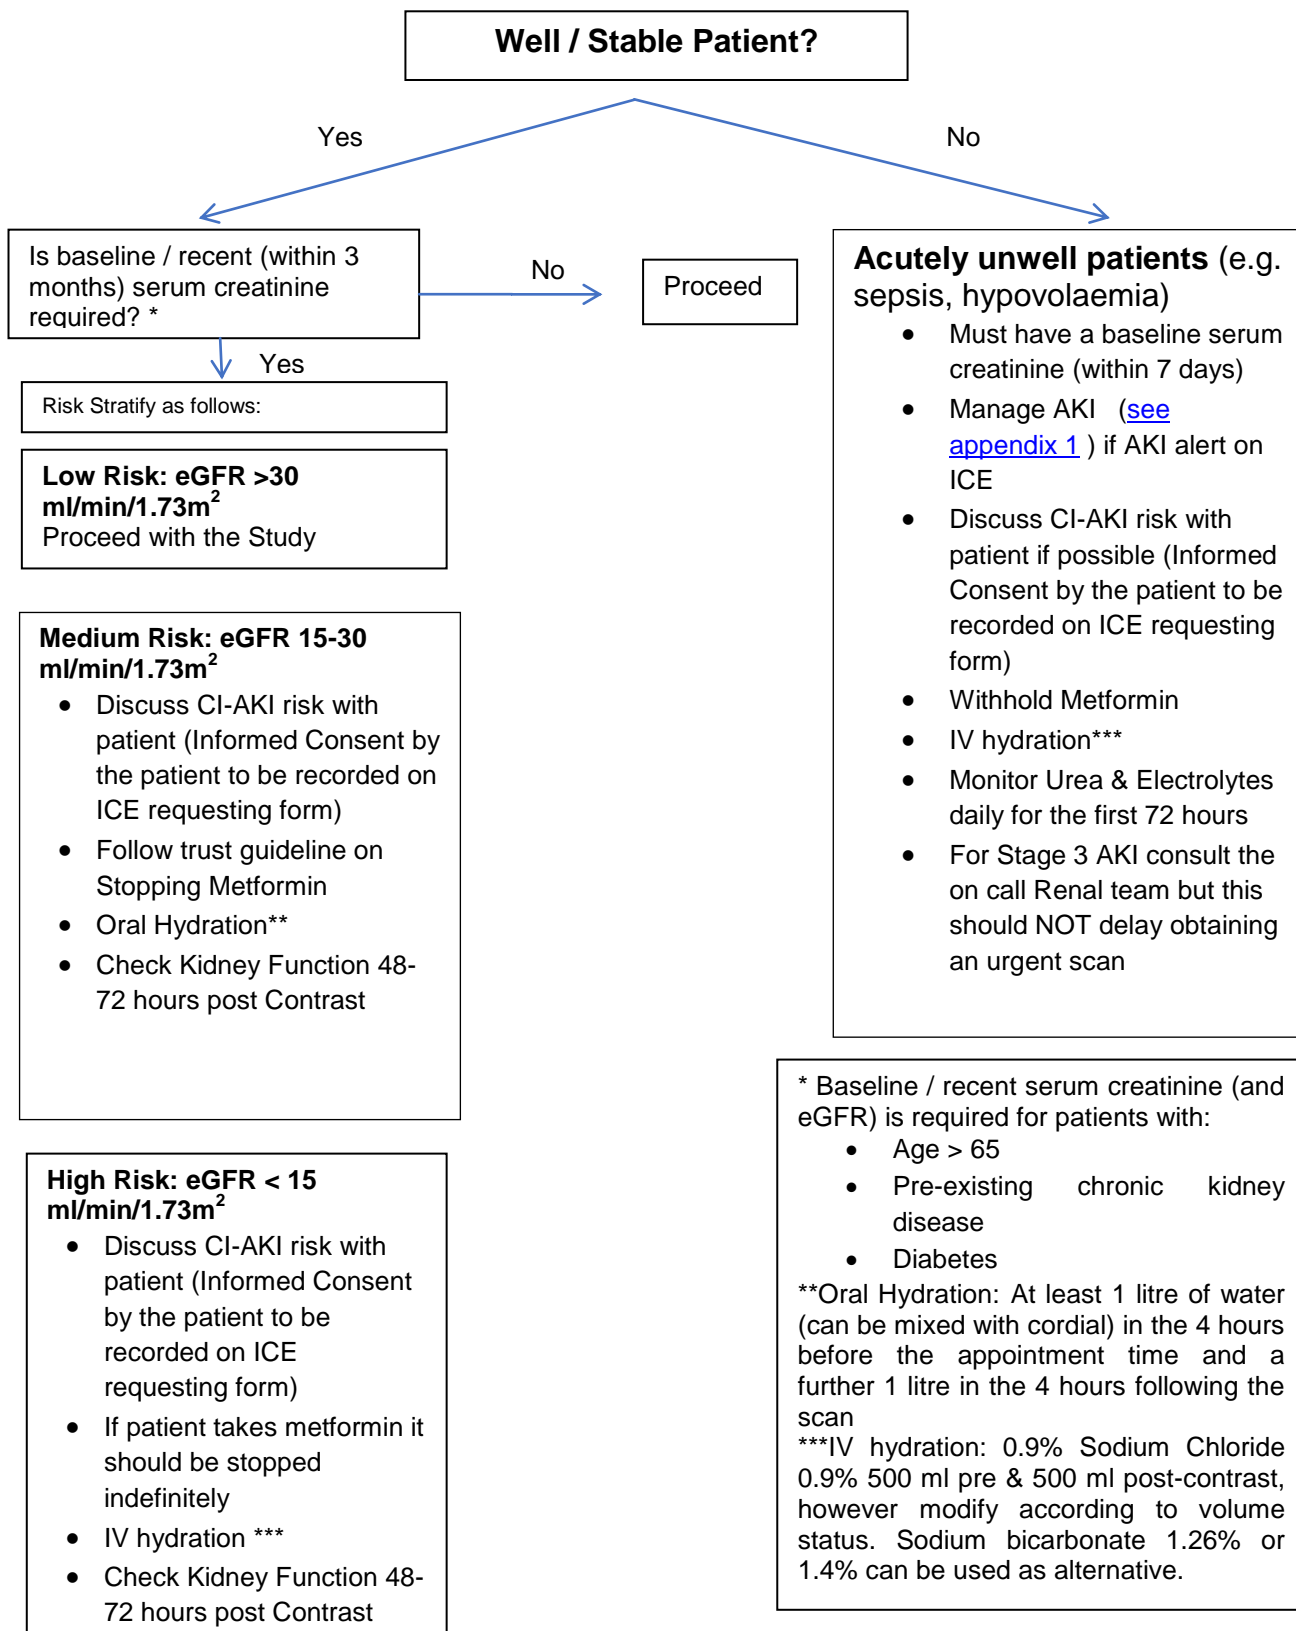 Well / Stable Patient?
Yes
No
Is baseline / recent (within 3
months) serum creatinine
required? *
No
Proceed
Yes
Risk Stratify as follows:
Low Risk: eGFR >30
ml/min/1.73m²
Proceed with the Study
Medium Risk: eGFR 15-30
ml/min/1.73m²
• Discuss CI-AKI risk with
patient (Informed Consent by
the patient to be recorded on
ICE requesting form)
• Follow trust guideline on
Stopping Metformin
• Oral Hydration**
• Check Kidney Function 48-
72 hours post Contrast
High Risk: eGFR < 15
ml/min/1.73m²
• Discuss CI-AKI risk with
patient (Informed Consent
by the patient to be
recorded on ICE
requesting form)
• If patient takes metformin it
should be stopped
indefinitely
• IV hydration ***
• Check Kidney Function 48-
72 hours post Contrast
Acutely unwell patients (e.g.
sepsis, hypovolaemia)
• Must have a baseline serum
creatinine (within 7 days)
• Manage AKI (see
appendix 1 ) if AKI alert on
ICE
• Discuss CI-AKI risk with
patient if possible (Informed
Consent by the patient to be
recorded on ICE requesting
form)
• Withhold Metformin
• IV hydration***
• Monitor Urea & Electrolytes
daily for the first 72 hours
• For Stage 3 AKI consult the
on call Renal team but this
should NOT delay obtaining
an urgent scan
* Baseline / recent serum creatinine (and
eGFR) is required for patients with:
• Age > 65
• Pre-existing chronic kidney
disease
• Diabetes
**Oral Hydration: At least 1 litre of water
(can be mixed with cordial) in the 4 hours
before the appointment time and a
further 1 litre in the 4 hours following the
scan
***IV hydration: 0.9% Sodium Chloride
0.9% 500 ml pre & 500 ml post-contrast,
however modify according to volume
status. Sodium bicarbonate 1.26% or
1.4% can be used as alternative.